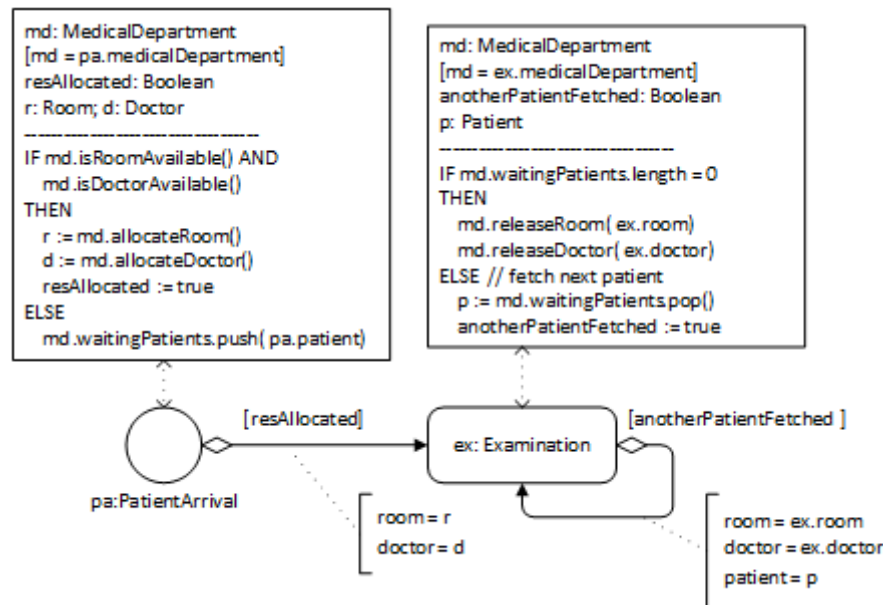 md: MedicalDepartment
[md = pa.medicalDepartment]
resAllocated: Boolean
r: Room; d: Doctor
------------------------------------
IF md.isRoomAvailable() AND
md.isDoctorAvailable()
THEN
r := md.allocateRoom()
d := md.allocateDoctor()
resAllocated := true
ELSE
md.waitingPatients.push( pa.patient)
md: MedicalDepartment
[md = ex.medicalDepartment]
anotherPatientFetched: Boolean
p: Patient
------------------------------------
IF md.waitingPatients.length = 0
THEN
md.releaseRoom( ex.room)
md.releaseDoctor( ex.doctor)
ELSE // fetch next patient
p := md.waitingPatients.pop()
anotherPatientFetched := true
[resAllocated]
ex: Examination
[anotherPatientFetched ]
pa:PatientArrival
room = r
doctor = d
room = ex.room
doctor = ex.doctor
patient = p